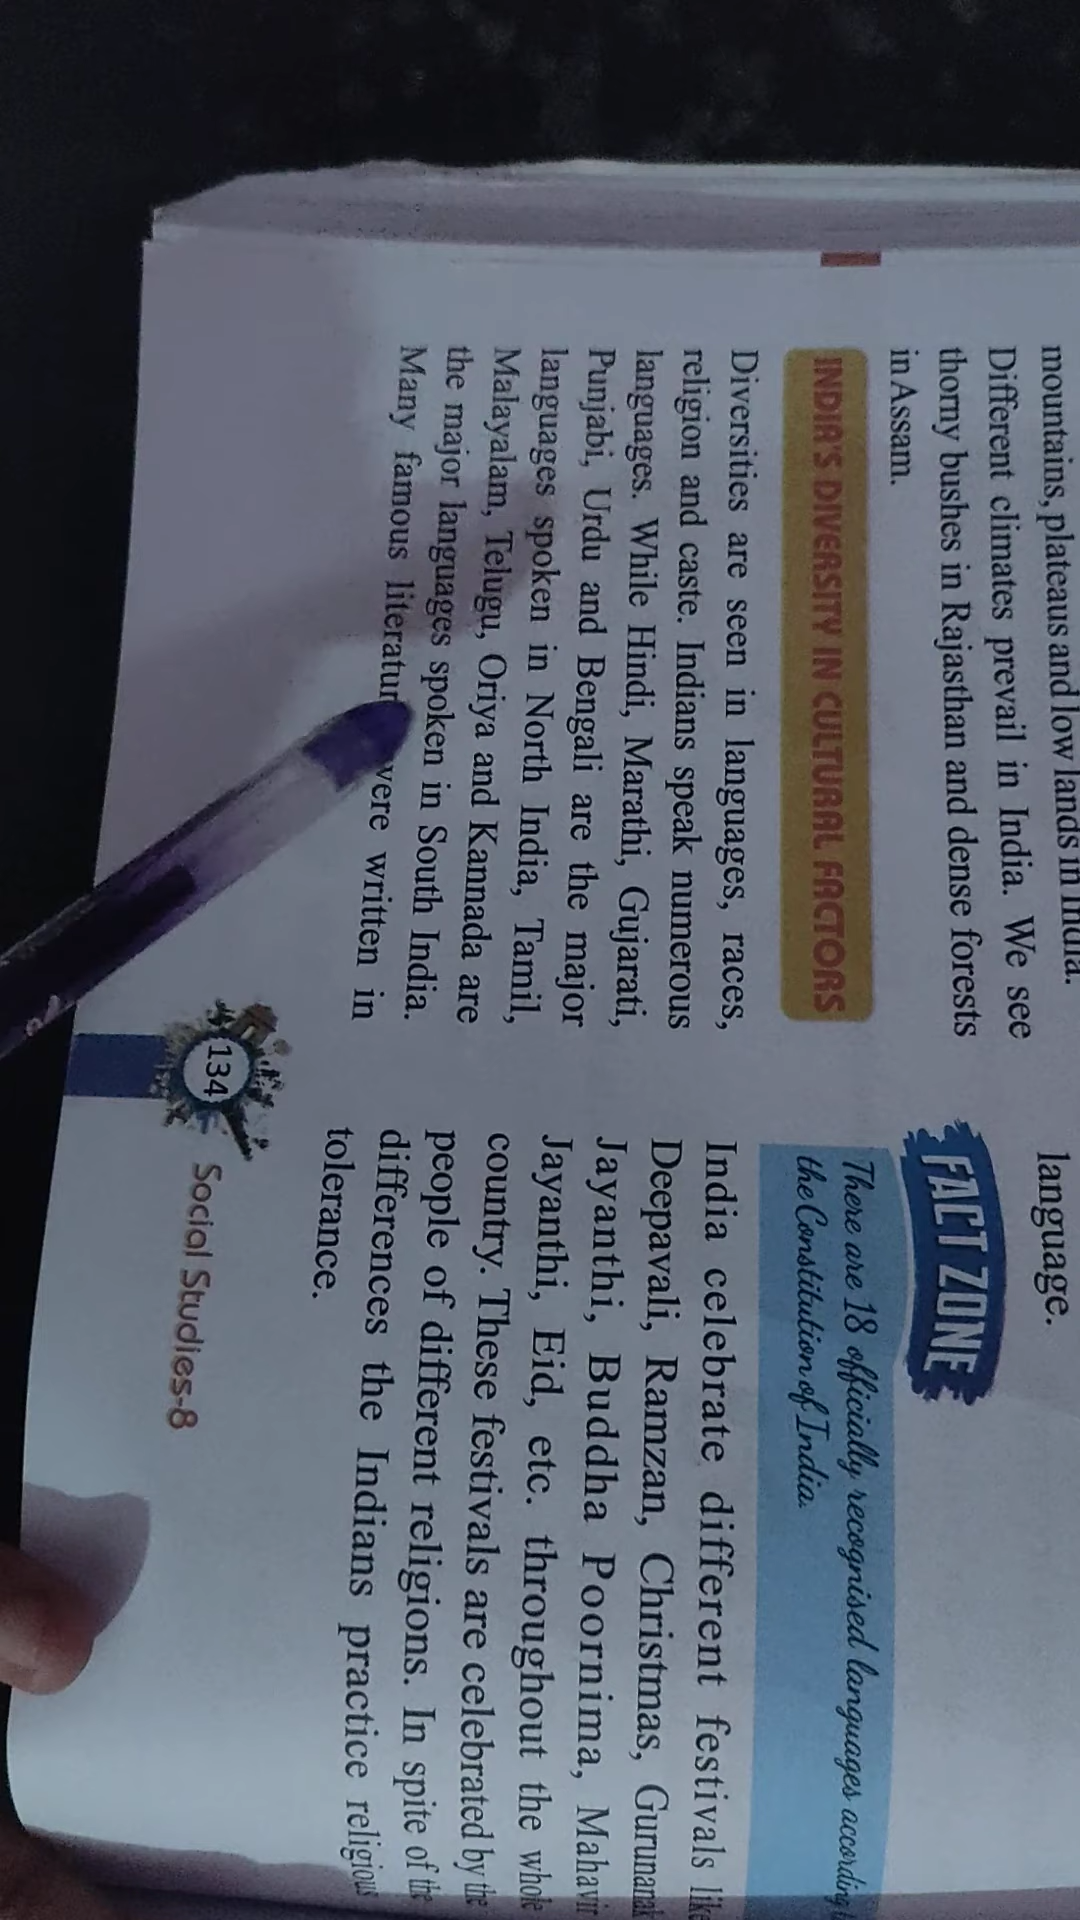 mountains, plateaus and low lands in India.
Different climates prevail in India. We see
thorny bushes in Rajasthan and dense forests
in Assam.
INDIA'S DIVERSITY IN CULTURAL FACTORS
Diversities are seen in languages, races,
religion and caste. Indians speak numerous
languages. While Hindi, Marathi, Gujarati,
Punjabi, Urdu and Bengali are the major
languages spoken in North India, Tamil,
Malayalam, Telugu, Oriya and Kannada are
the major languages spoken in South India.
Many famous literatur were written in
language.
FACT ZONE
There are 18 officially recognised languages according
the Constitution of India.
India celebrate different festivals like
Deepavali, Ramzan, Christmas, Gurunanak
Jayanthi, Buddha Poornima, Mahavir
Jayanthi, Eid, etc. throughout the whole
country. These festivals are celebrated by the
people of different religions. In spite of the
differences the Indians practice religious
tolerance.
134
Social Studies-8